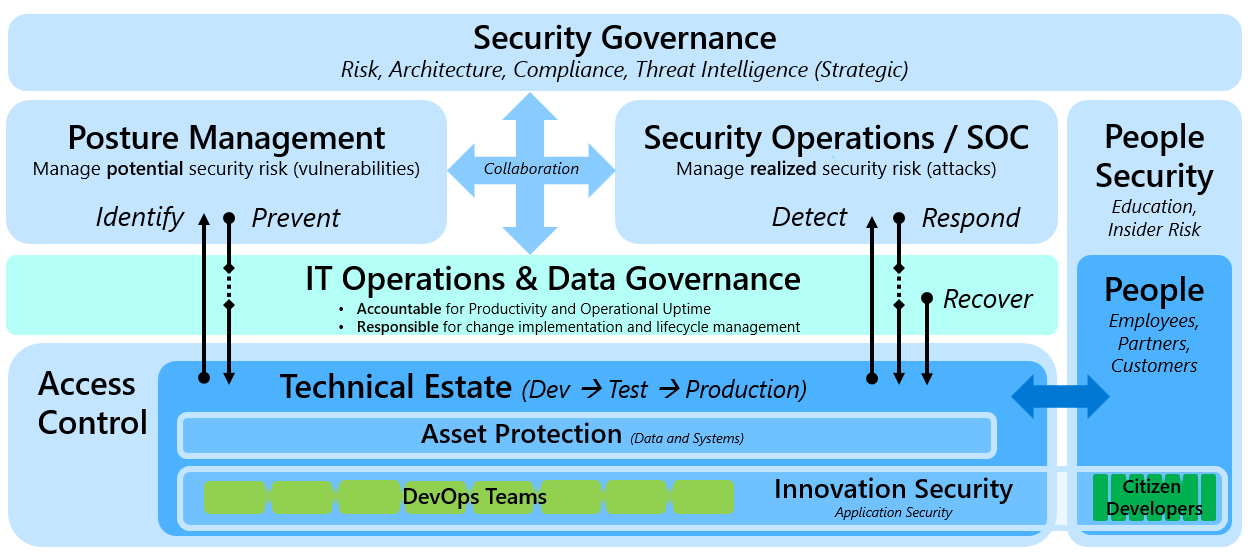 Security Governance
Risk, Architecture, Compliance, Threat Intelligence (Strategic)
Posture Management
Manage potential security risk (vulnerabilities)
Identify
Prevent
Collaboration
Security Operations / SOC
Manage realized security risk (attacks)
Detect
Respond
People
Security
Education,
Insider Risk
IT Operations & Data Governance
• Accountable for Productivity and Operational Uptime
• Responsible for change implementation and lifecycle management
Recover
People
Employees,
Partners,
Customers
Access
Control
Technical Estate (Dev → Test → Production)
Asset Protection (Data and Systems)
DevOps Teams
Innovation Security
Application Security
Citizen
Developers